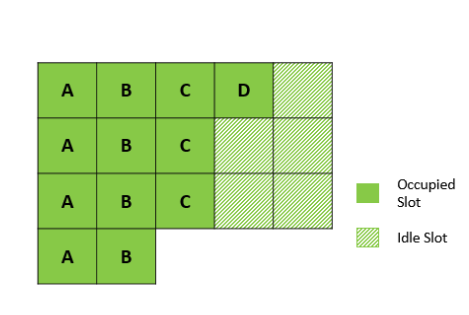 A B C D
A B C
A B C
A B
Occupied
Slot
Idle Slot